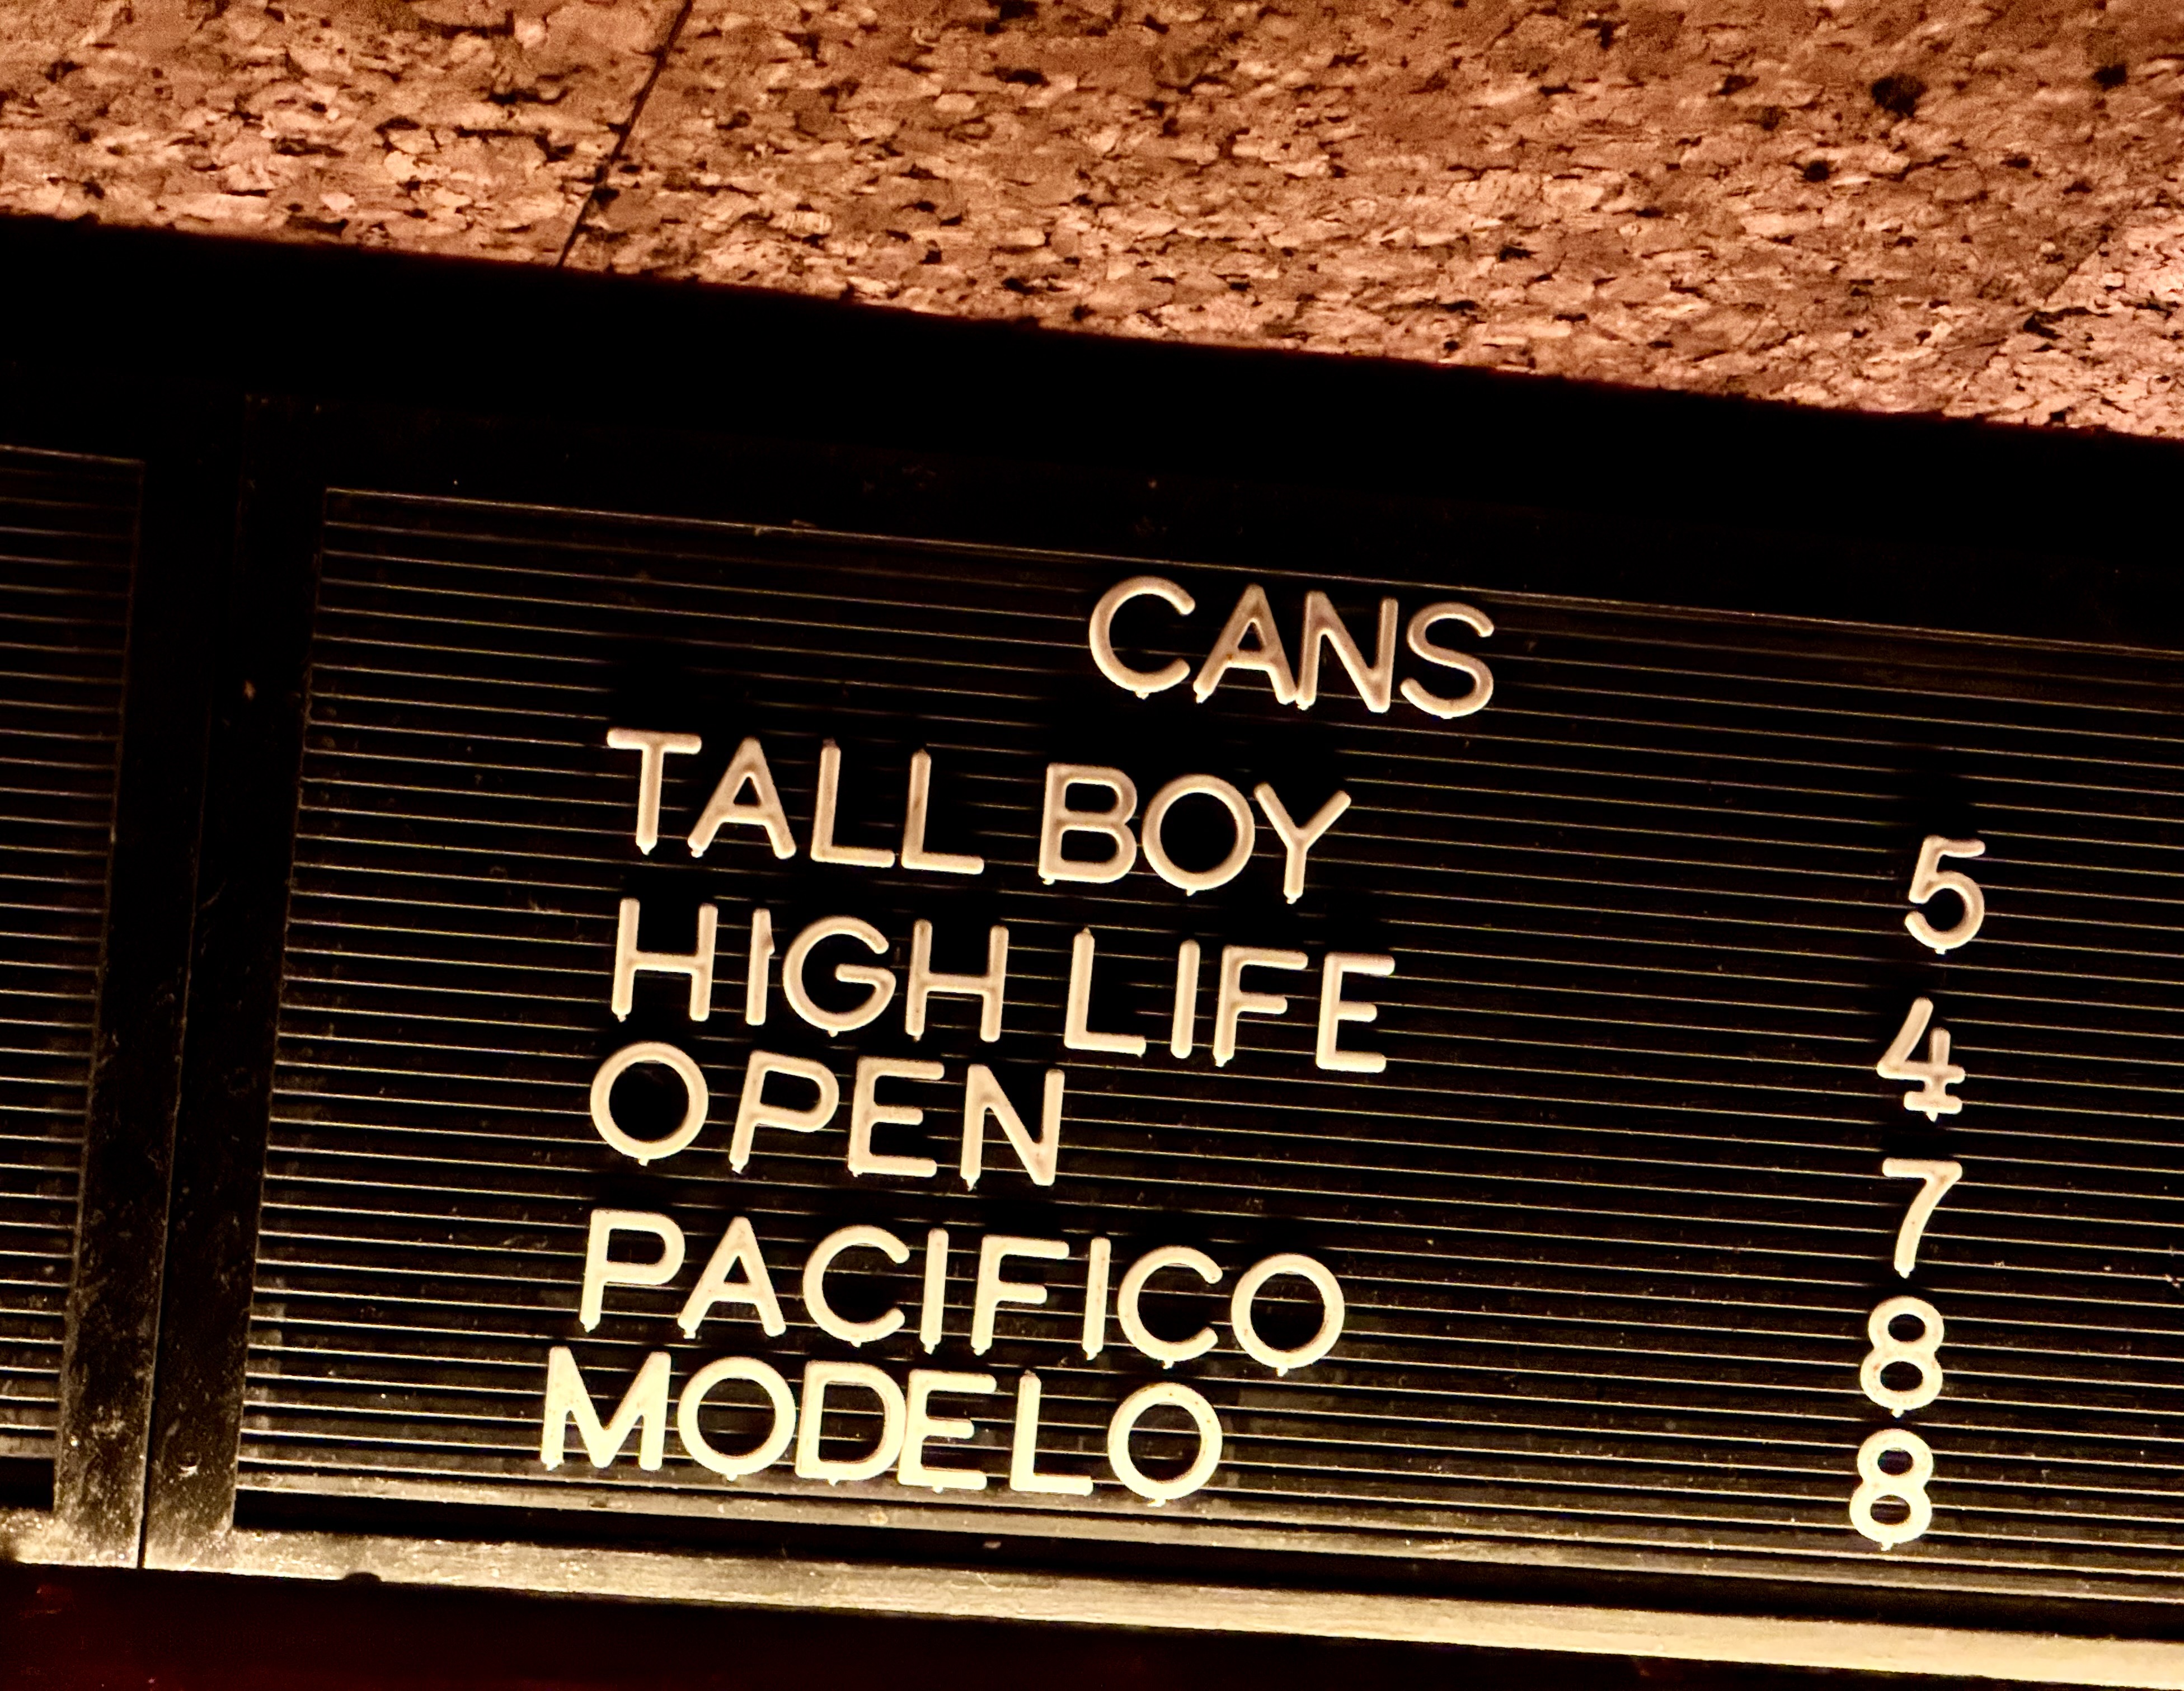 CANS
TALL BOY 5
HIGH LIFE 4
OPEN 7
PACIFICO 8
MODELO 8